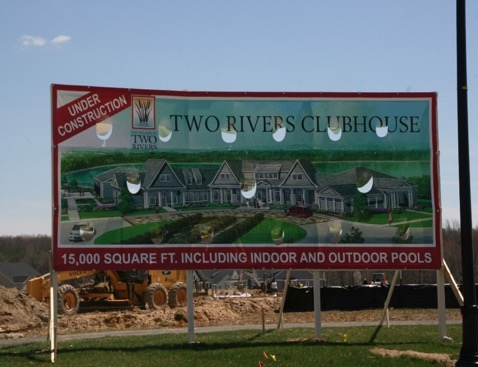 UNDER
CONSTRUCTION
TWO
RIVERS
TWO RIVERS CLUBHOUSE
15,000 SQUARE FT. INCLUDING INDOOR AND OUTDOOR POOLS